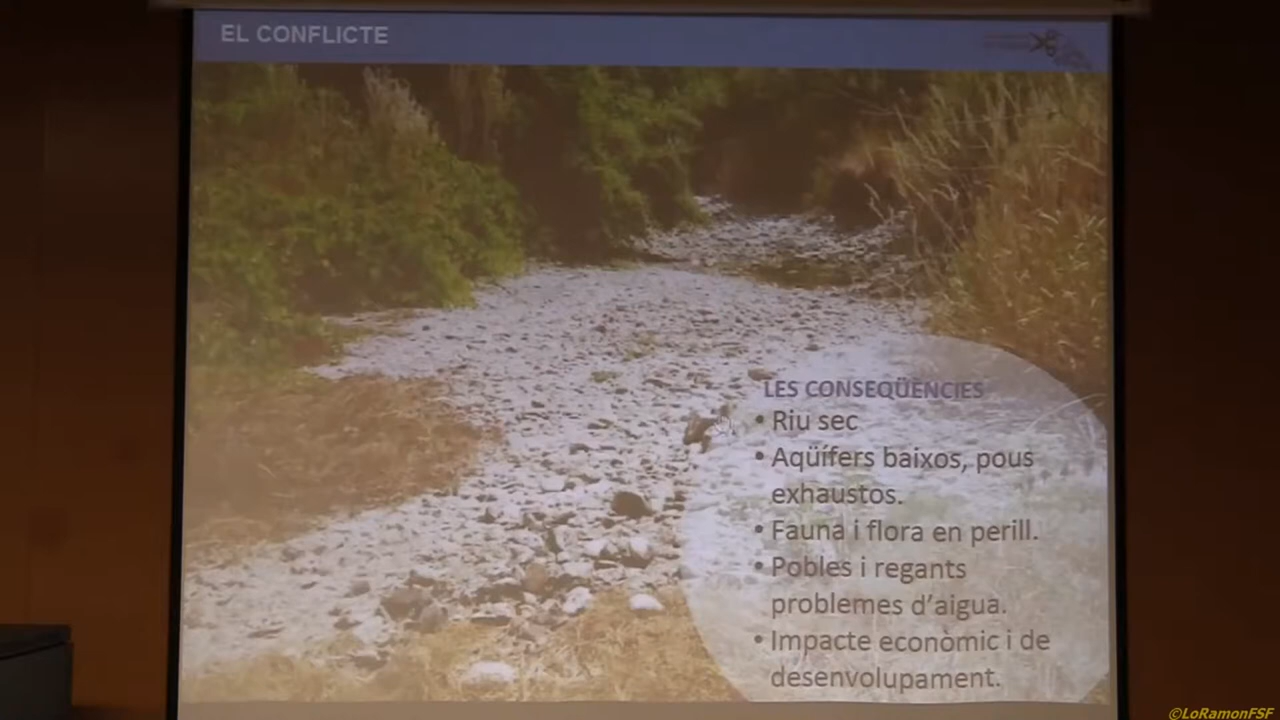 EL CONFLICTE
LES CONSEQÜÈNCIES
• Riu sec
• Aqüífers baixos, pous
exhaustos.
• Fauna i flora en perill.
• Pobles i regants
problemes d’aigua.
• Impacte econòmic i de
desenvolupament.
©LoRamonFSF